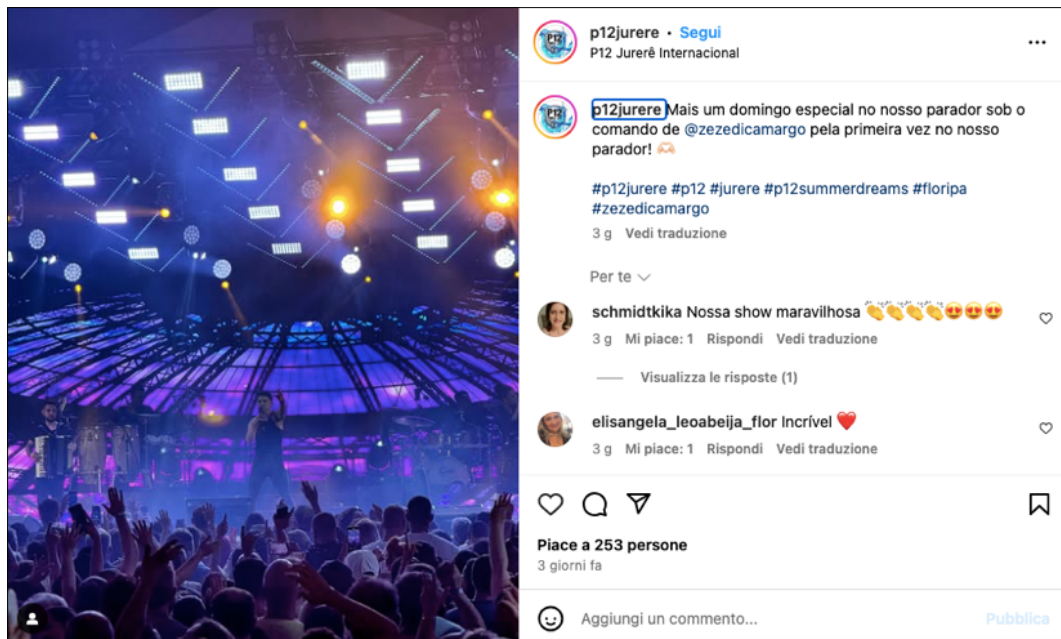 p12jurere • Segui
P12 Jurerê Internacional
p12jurere Mais um domingo especial no nosso parador sob o
comando de @zezedicamargo pela primeira vez no nosso
parador! 🫶🏻
#p12jurere #p12 #jurere #p12summerdreams #floripa
#zezedicamargo
3 g Vedi traduzione
Per te
schmidtkika Nossa show maravilhosa 👏👏👏👏😍😍😍
3 g Mi piace: 1 Rispondi Vedi traduzione
Visualizza le risposte (1)
elisangela_leoabeija_flor Incrível ❤️
3 g Mi piace: 1 Rispondi Vedi traduzione
Piace a 253 persone
3 giorni fa
Aggiungi un commento... Pubblica